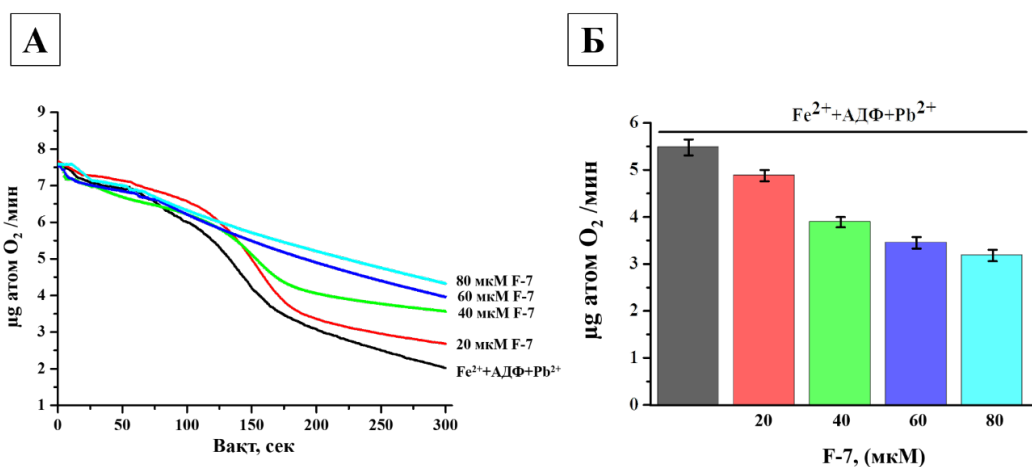 А
Б
µg атом O₂ /мин
9
8
7
6
5
4
3
2
1
0
50
100
150
200
250
300
Вақт, сек
80 мкМ F-7
60 мкМ F-7
40 мкМ F-7
20 мкМ F-7
Fe²⁺+АДФ+Pb²⁺
µg атом O₂ /мин
6
5
4
3
2
1
0
Fe²⁺+АДФ+Pb²⁺
20
40
60
80
F-7, (мкМ)